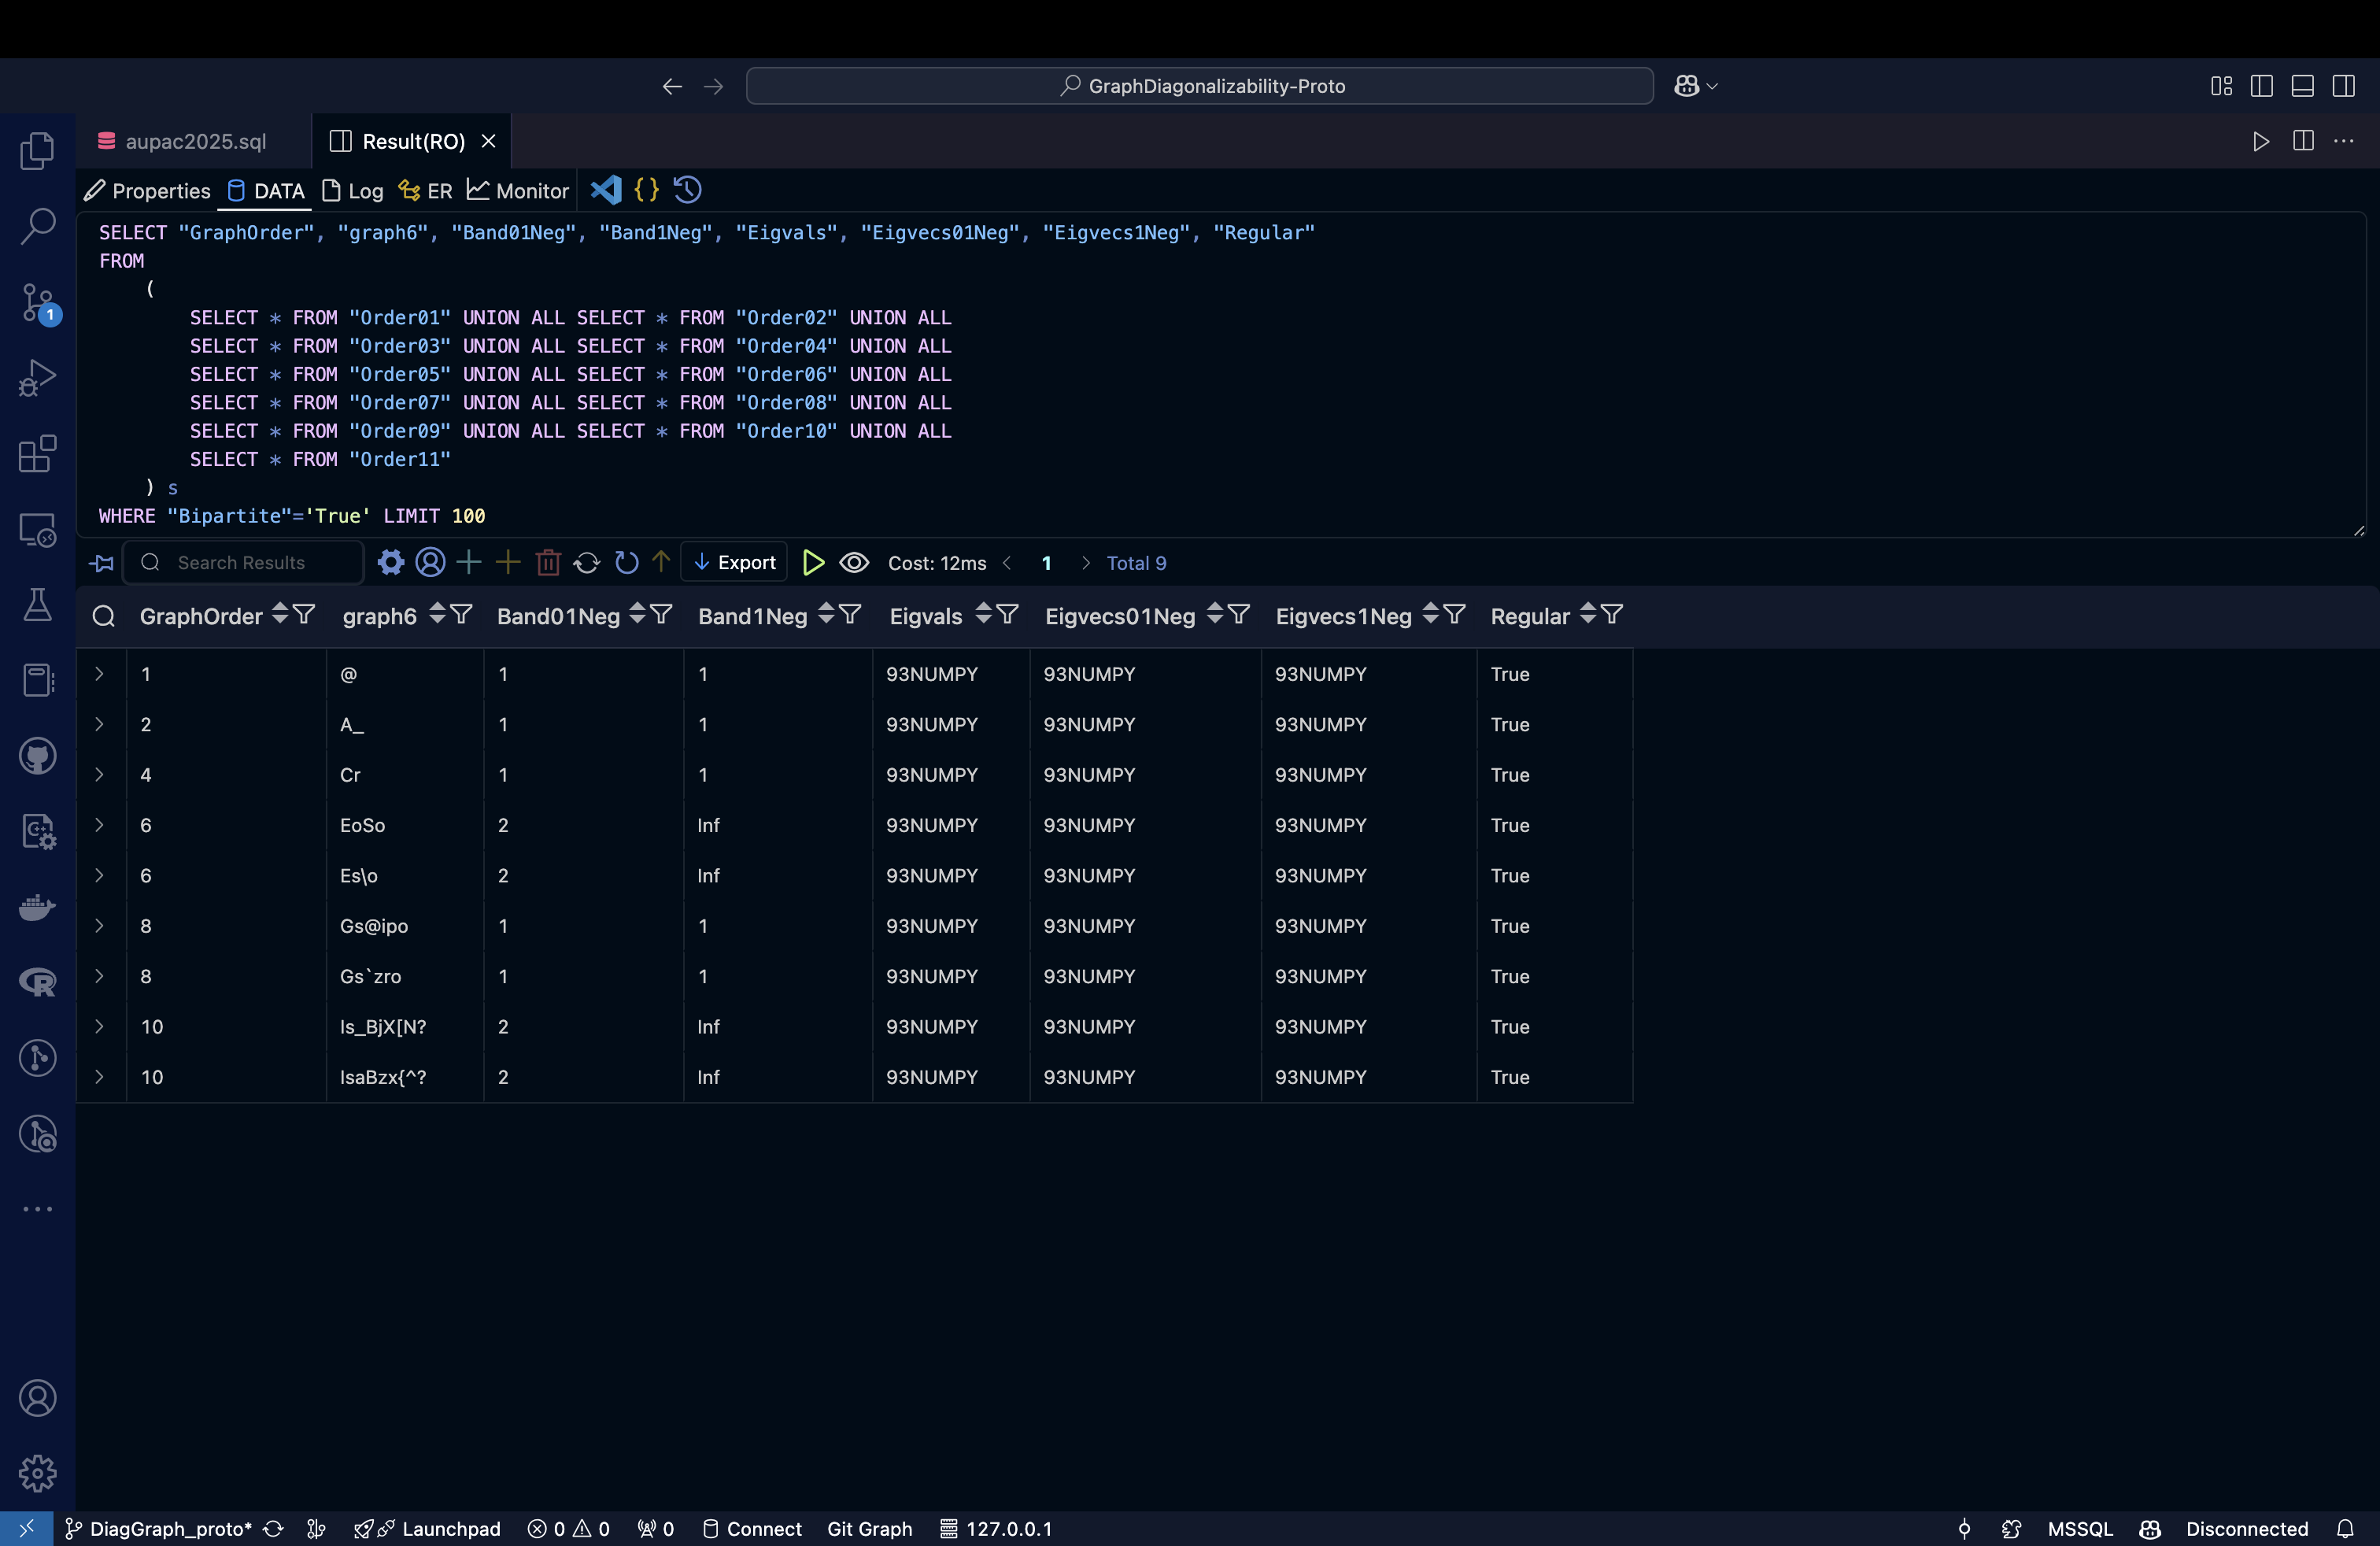 GraphDiagonalizability-Proto
aupac2025.sql
Result(RO)
Properties DATA Log ER Monitor
SELECT "GraphOrder", "graph6", "Band01Neg", "Band1Neg", "Eigvals", "Eigvecs01Neg", "Eigvecs1Neg", "Regular"
FROM
(
SELECT * FROM "Order01" UNION ALL SELECT * FROM "Order02" UNION ALL
SELECT * FROM "Order03" UNION ALL SELECT * FROM "Order04" UNION ALL
SELECT * FROM "Order05" UNION ALL SELECT * FROM "Order06" UNION ALL
SELECT * FROM "Order07" UNION ALL SELECT * FROM "Order08" UNION ALL
SELECT * FROM "Order09" UNION ALL SELECT * FROM "Order10" UNION ALL
SELECT * FROM "Order11"
) s
WHERE "Bipartite"='True' LIMIT 100
Search Results Export Cost: 12ms < 1 > Total 9
GraphOrder graph6 Band01Neg Band1Neg Eigvals Eigvecs01Neg Eigvecs1Neg Regular
1 @ 1 1 93NUMPY 93NUMPY 93NUMPY True
2 A_ 1 1 93NUMPY 93NUMPY 93NUMPY True
4 Cr 1 1 93NUMPY 93NUMPY 93NUMPY True
6 EoSo 2 Inf 93NUMPY 93NUMPY 93NUMPY True
6 Es\o 2 Inf 93NUMPY 93NUMPY 93NUMPY True
8 Gs@ipo 1 1 93NUMPY 93NUMPY 93NUMPY True
8 Gs`zro 1 1 93NUMPY 93NUMPY 93NUMPY True
10 Is_BjX[N? 2 Inf 93NUMPY 93NUMPY 93NUMPY True
10 IsaBzx{^? 2 Inf 93NUMPY 93NUMPY 93NUMPY True
1
DiagGraph_proto* Launchpad 0 0 0 Connect Git Graph 127.0.0.1 MSSQL Disconnected